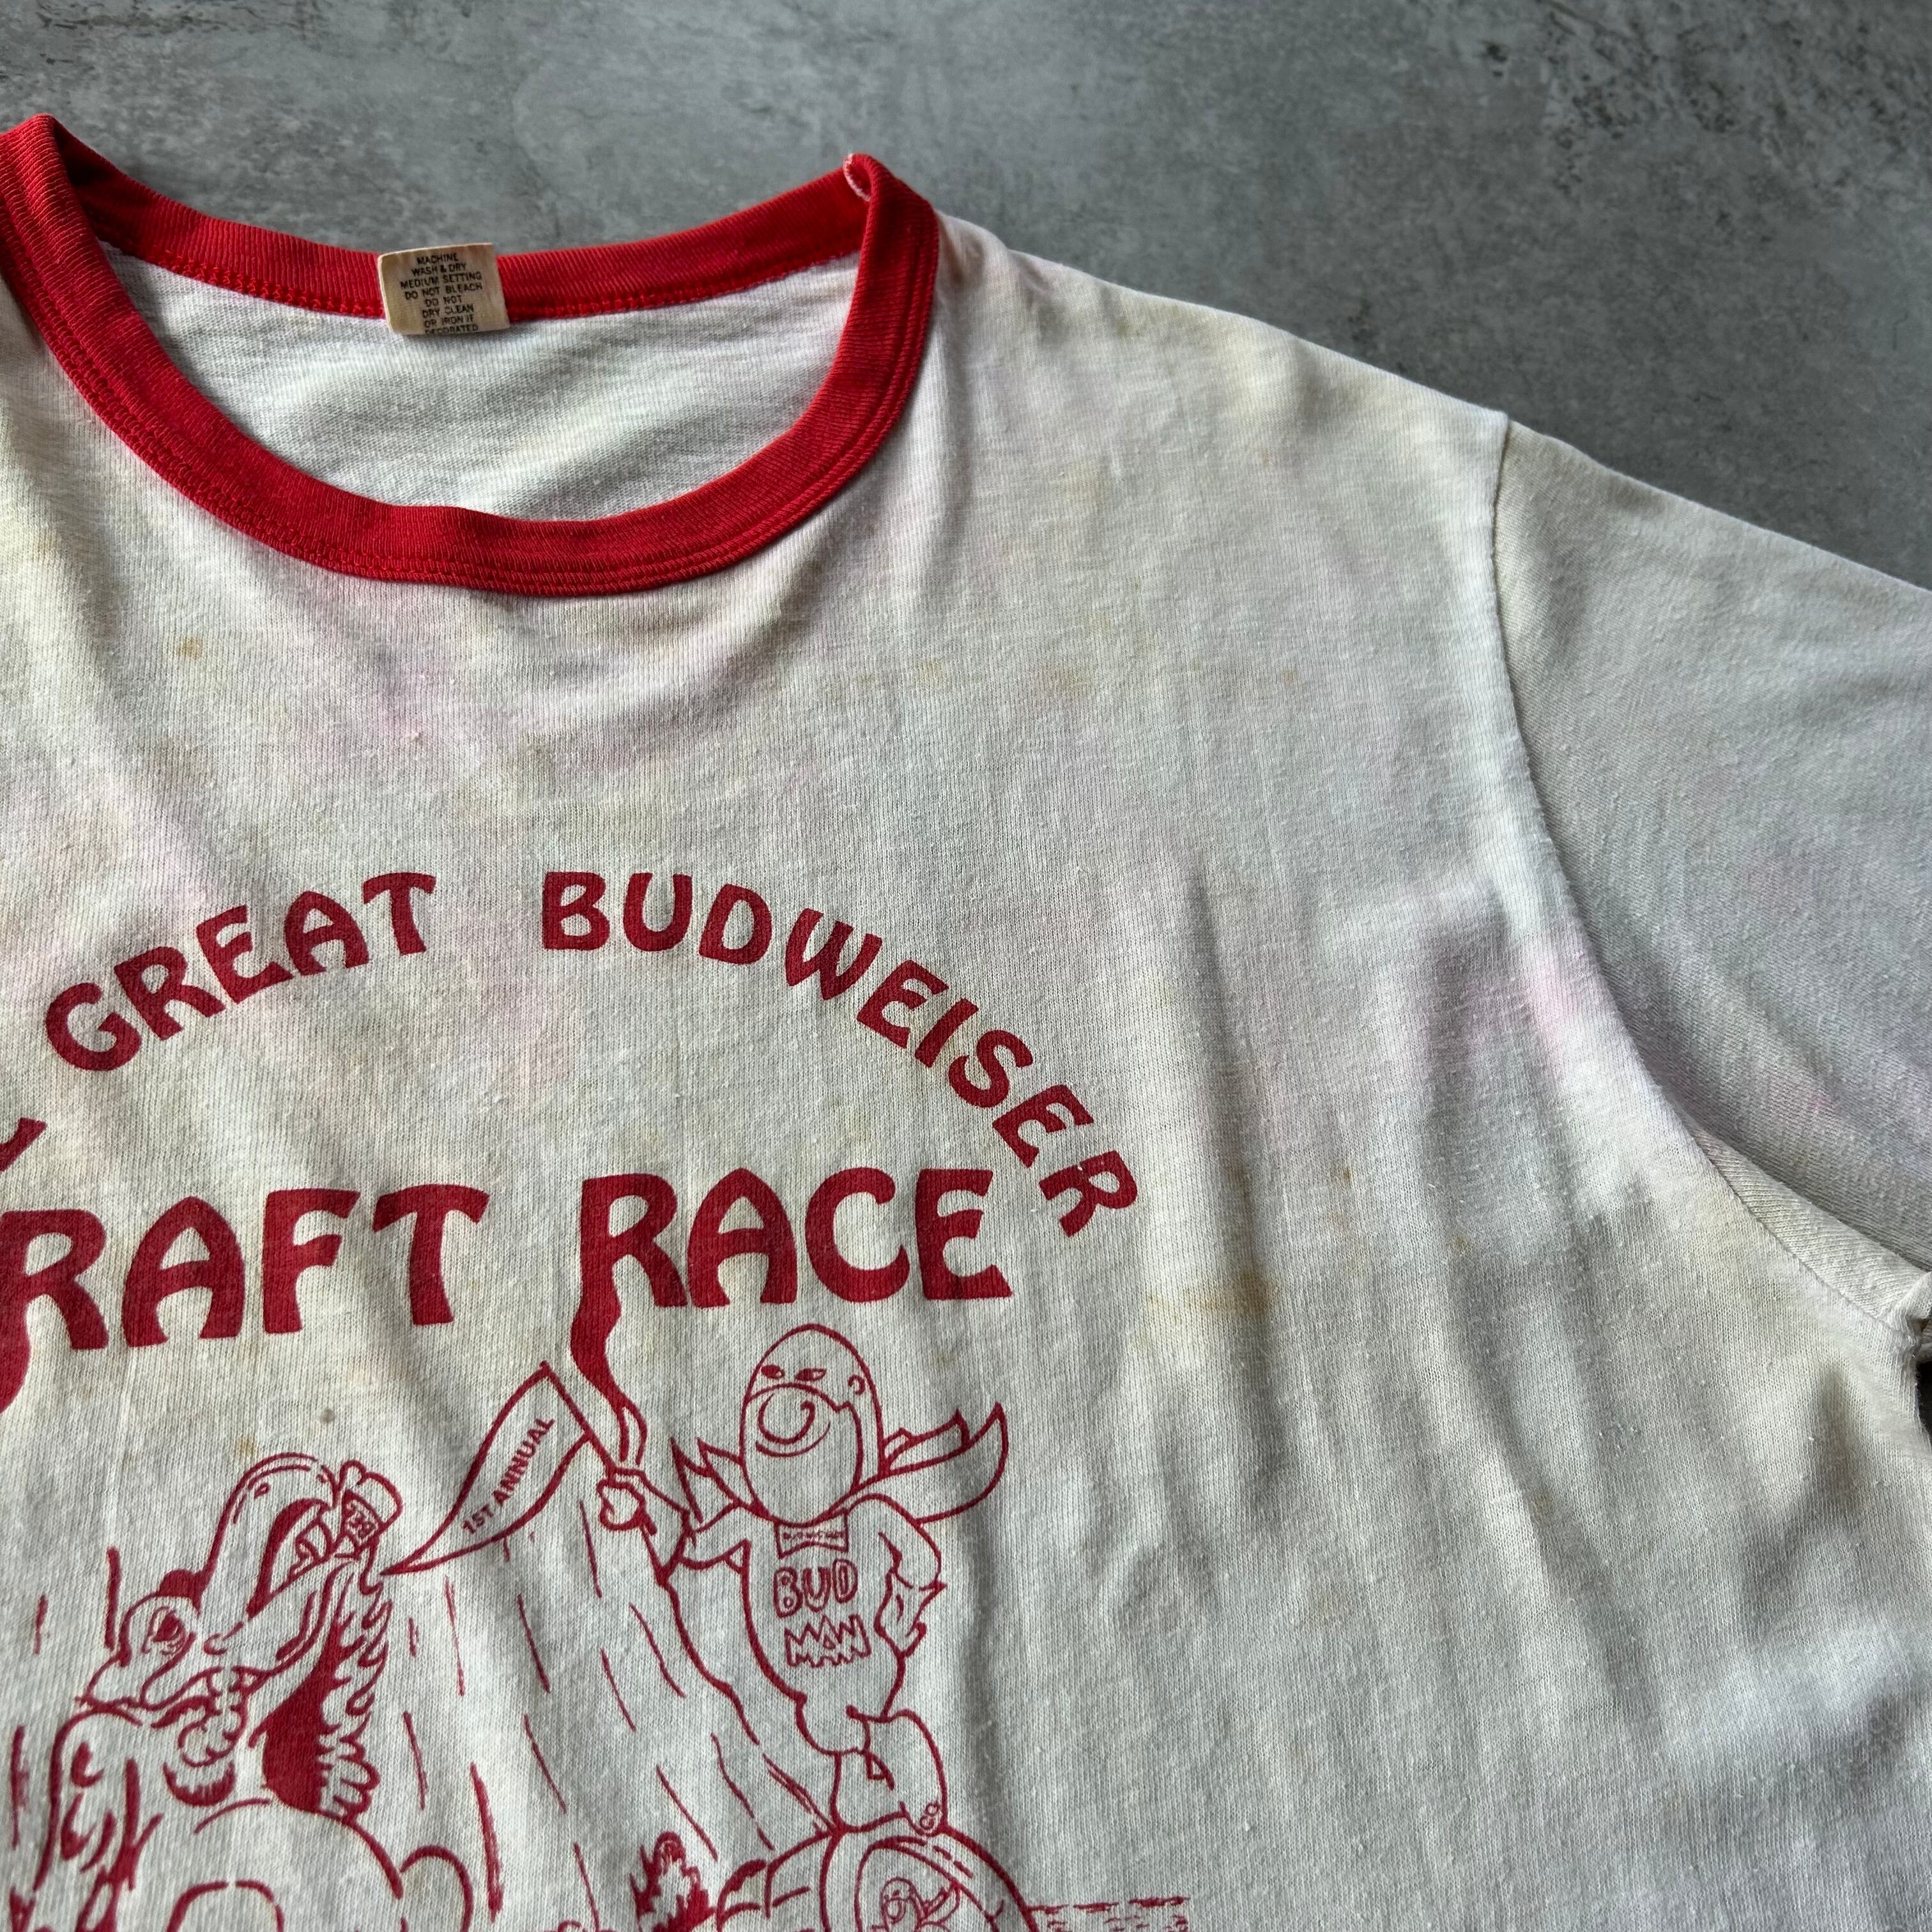 MACHINE
WASH & DRY
MEDIUM SETTING
DO NOT BLEACH
DO NOT
DRY CLEAN
OR IRON IF
DECORATED
GREAT BUDWEISER
RAFT RACE
1ST ANNUAL
BUD
MAN